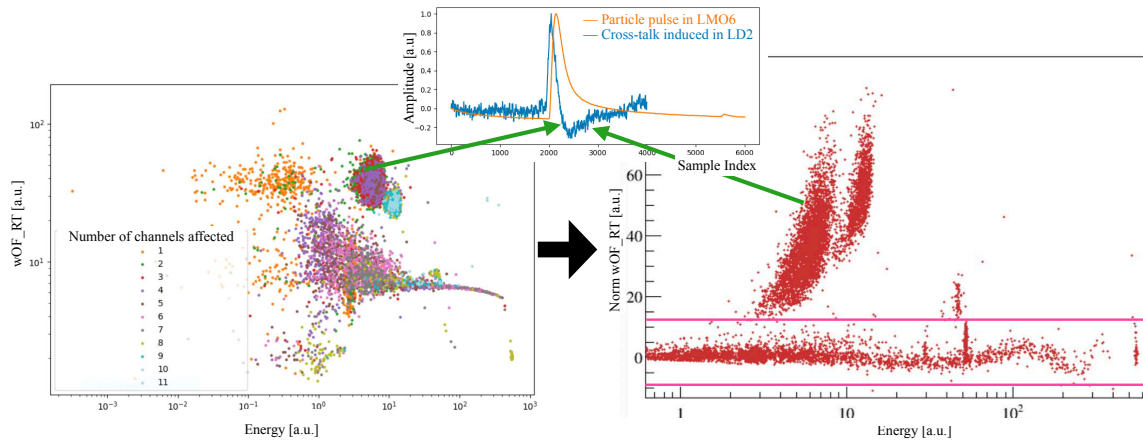 Particle pulse in LMO6
Cross-talk induced in LD2
Amplitude [a.u]
1.0
0.8
0.6
0.4
0.2
0.0
−0.2
0 1000 2000 3000 4000 5000 6000
Sample Index
wOF_RT [a.u.]
10²
10¹
Number of channels affected
1
2
3
4
5
6
7
8
9
10
11
10⁻³ 10⁻² 10⁻¹ 10⁰ 10¹ 10² 10³
Energy [a.u.]
Norm wOF_RT [a.u.]
60
40
20
0
1 10 10²
Energy [a.u.]